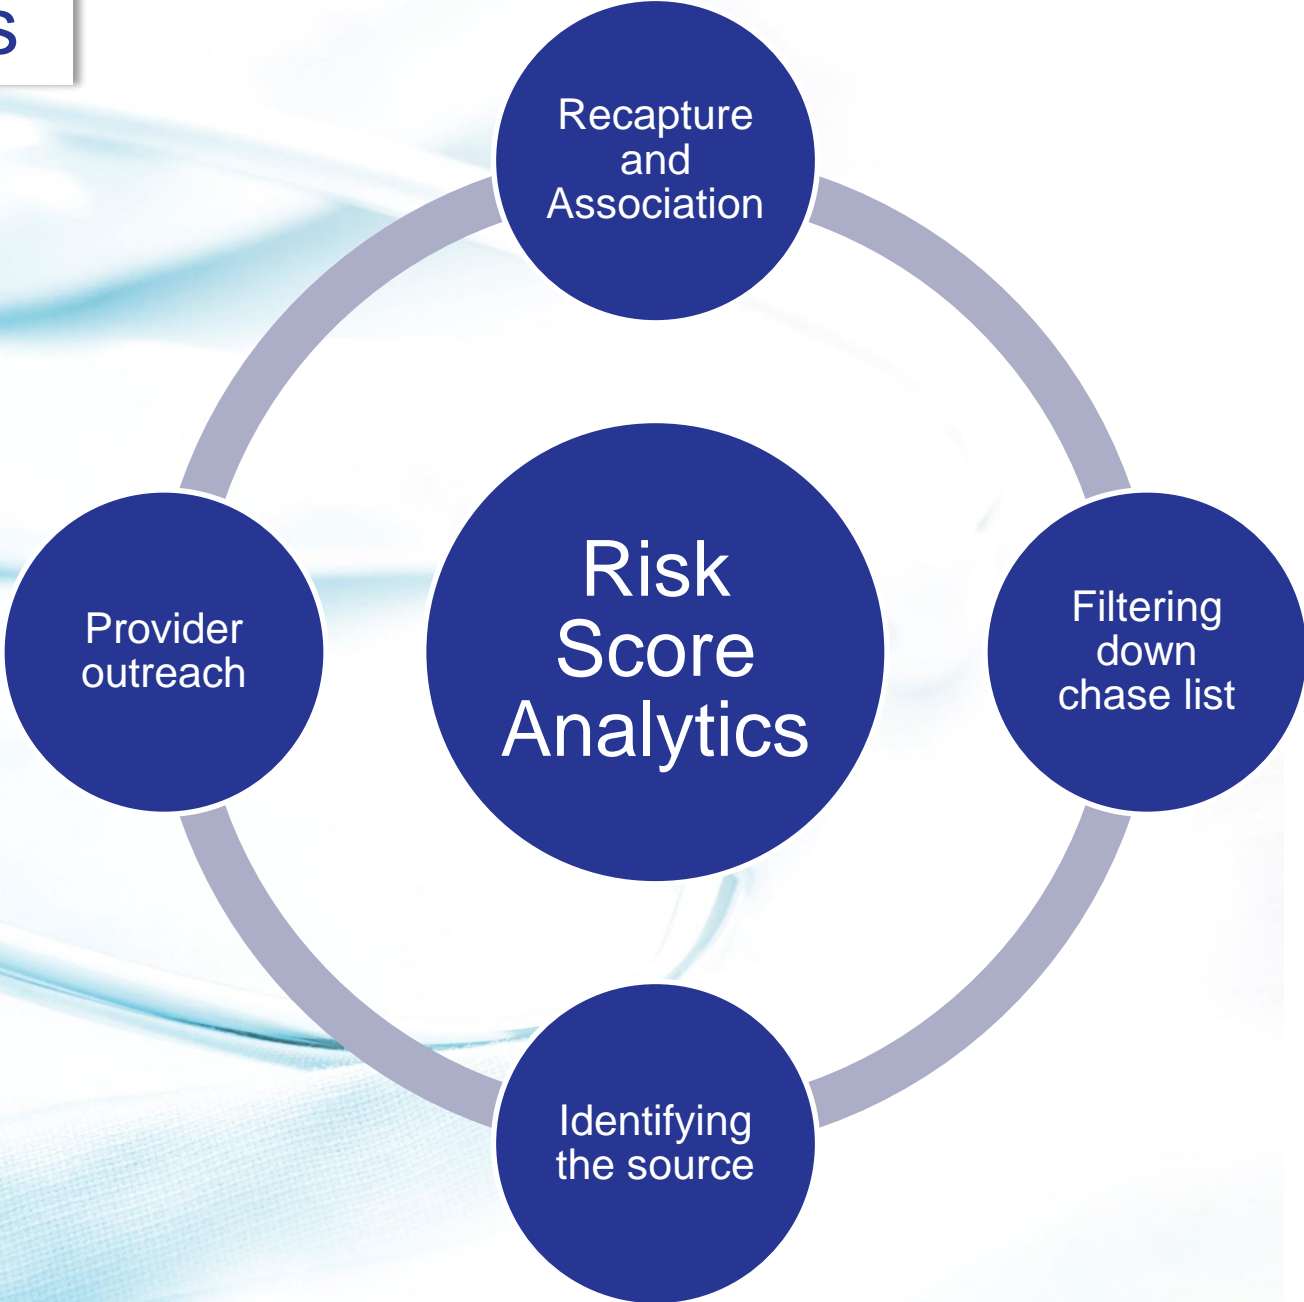 s
Recapture
and
Association
Risk
Score
Analytics
Filtering
down
chase list
Provider
outreach
Identifying
the source